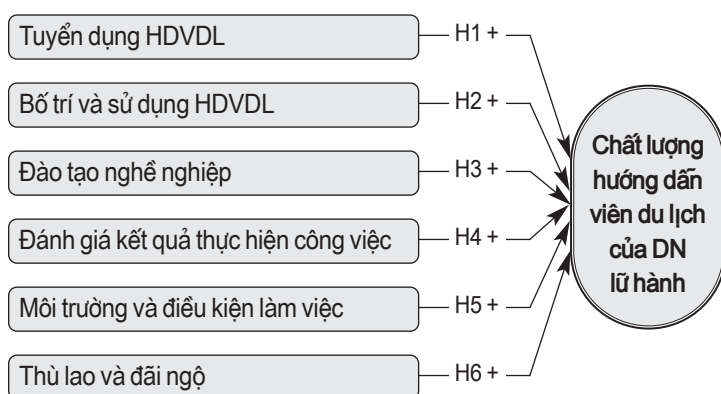 Tuyển dụng HDVDL
H1 +
Bố trí và sử dụng HDVDL
H2 +
Đào tạo nghề nghiệp
H3 +
Đánh giá kết quả thực hiện công việc
H4 +
Môi trường và điều kiện làm việc
H5 +
Thù lao và đãi ngộ
H6 +
Chất lượng
hướng dẫn
viên du lịch
của DN
lữ hành